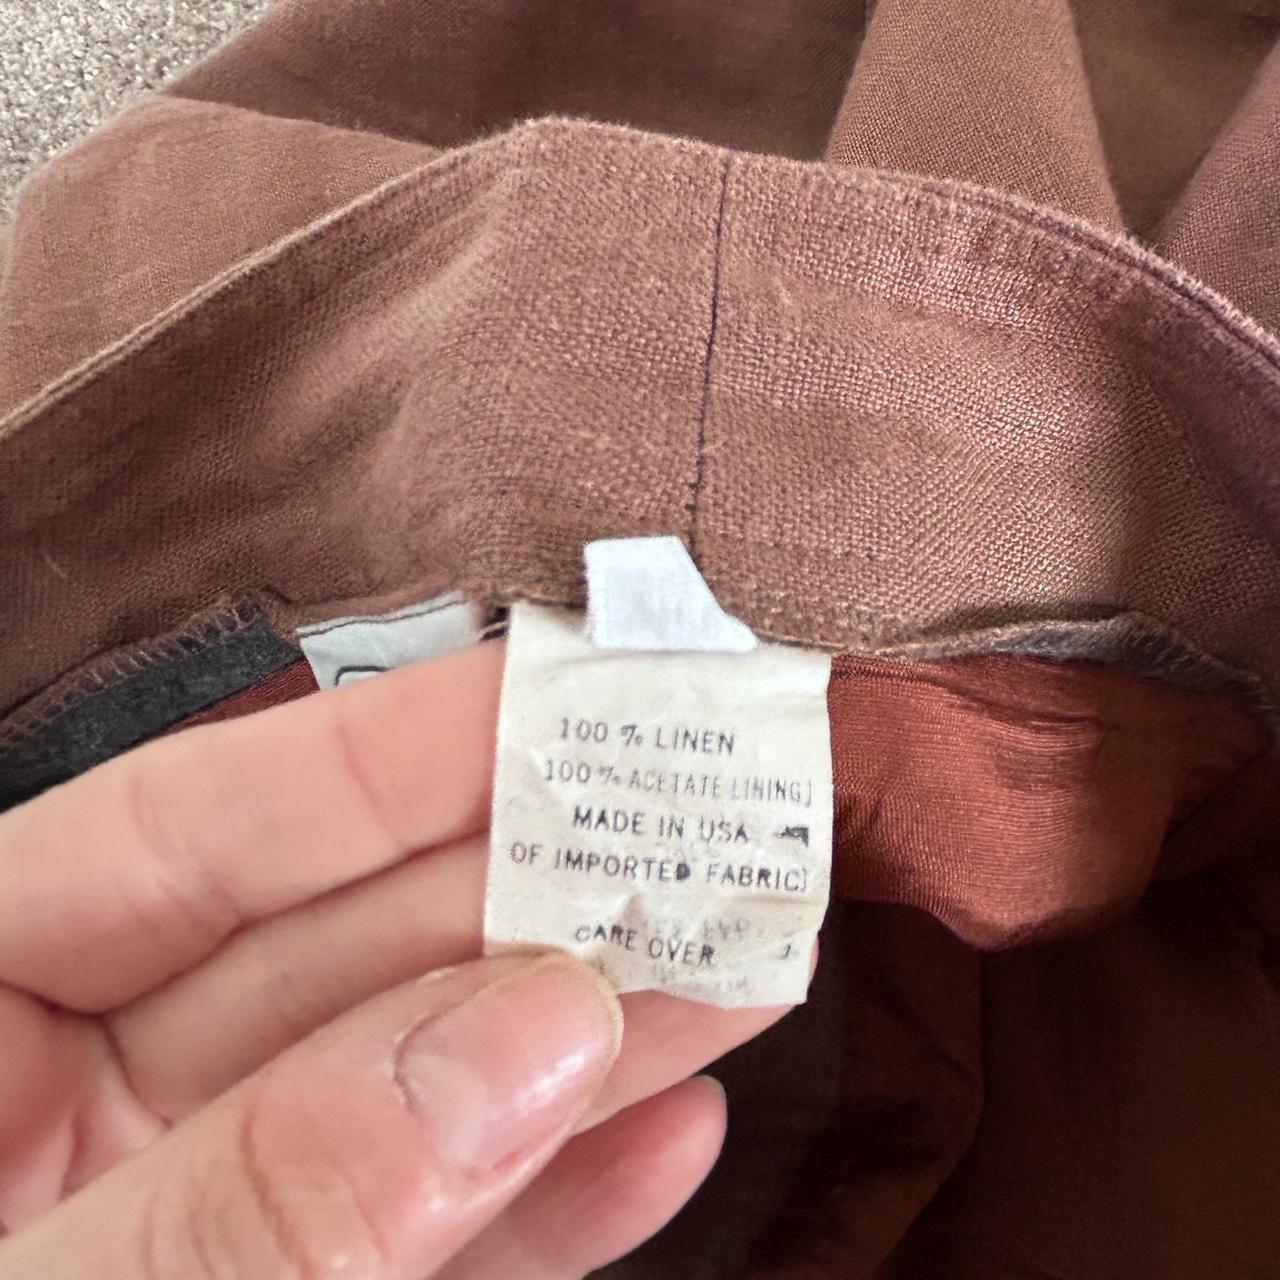 100 % LINEN
100% ACETATE LINING]
MADE IN USA
OF IMPORTED FABRIC]
CARE OVER